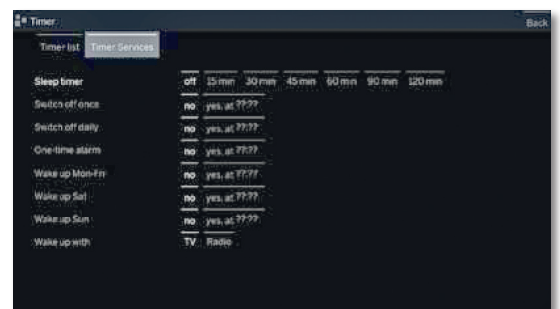 Timer
Back
Timer list Timer Services
Sleep timer off 15 min 30 min 45 min 60 min 90 min 120 min
Switch off once no yes, at ??:??
Switch off daily no yes, at ??:??
One-time alarm no yes, at ??:??
Wake up Mon-Fri no yes, at ??:??
Wake up Sat no yes, at ??:??
Wake up Sun no yes, at ??:??
Wake up with TV Radio